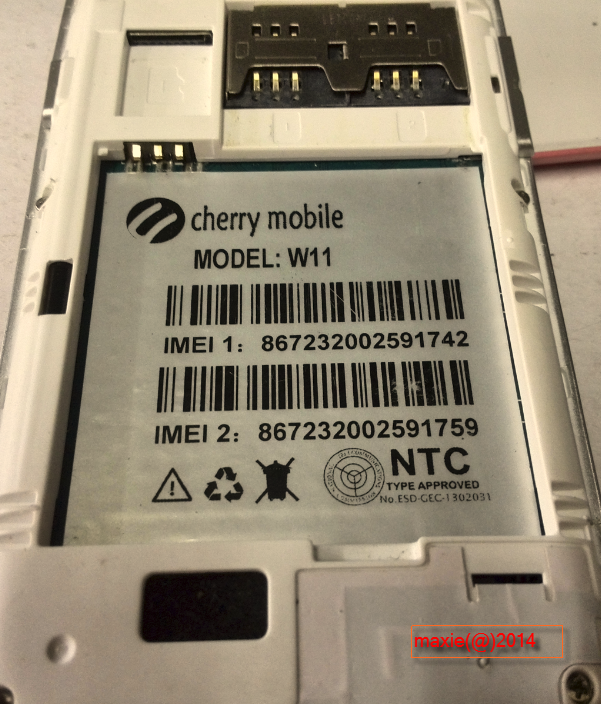 cherry mobile
MODEL: W11
IMEI 1: 867232002591742
IMEI 2: 867232002591759
NTC
TYPE APPROVED
No.ESD-GEC-1302031
maxie(@)2014